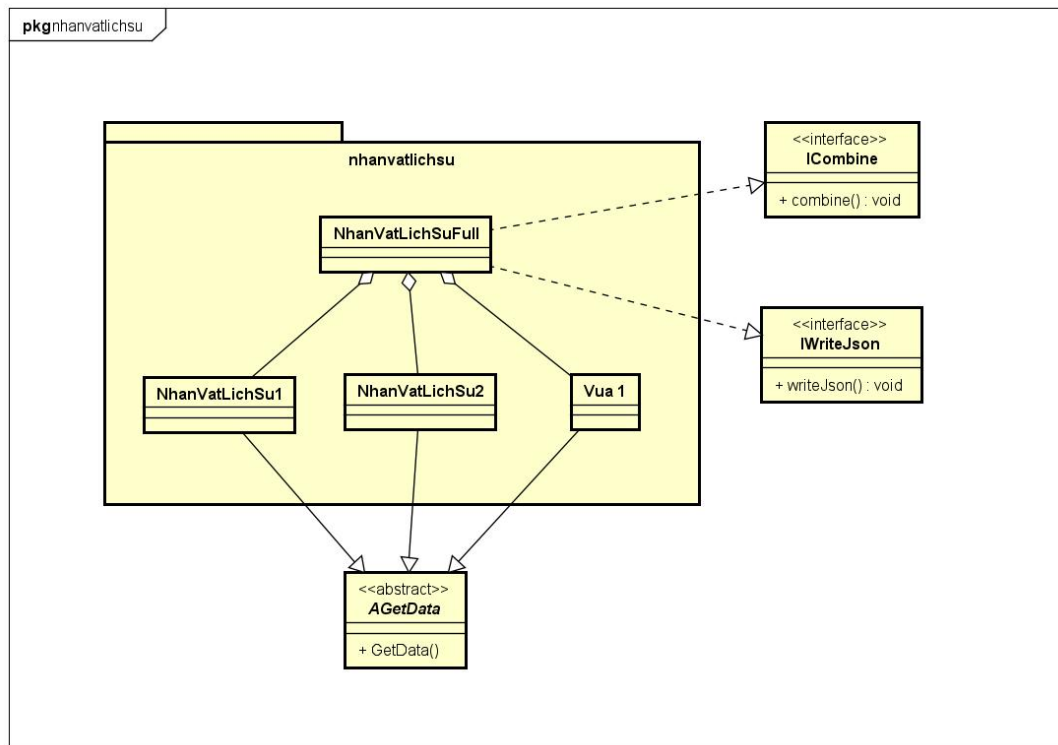 pkgnhanvatlichsu
nhanvatlichsu
<<interface>>
ICombine
+ combine() : void
NhanVatLichSuFull
<<interface>>
IWriteJson
+ writeJson() : void
NhanVatLichSu1
NhanVatLichSu2
Vua 1
<<abstract>>
AGetData
+ GetData()